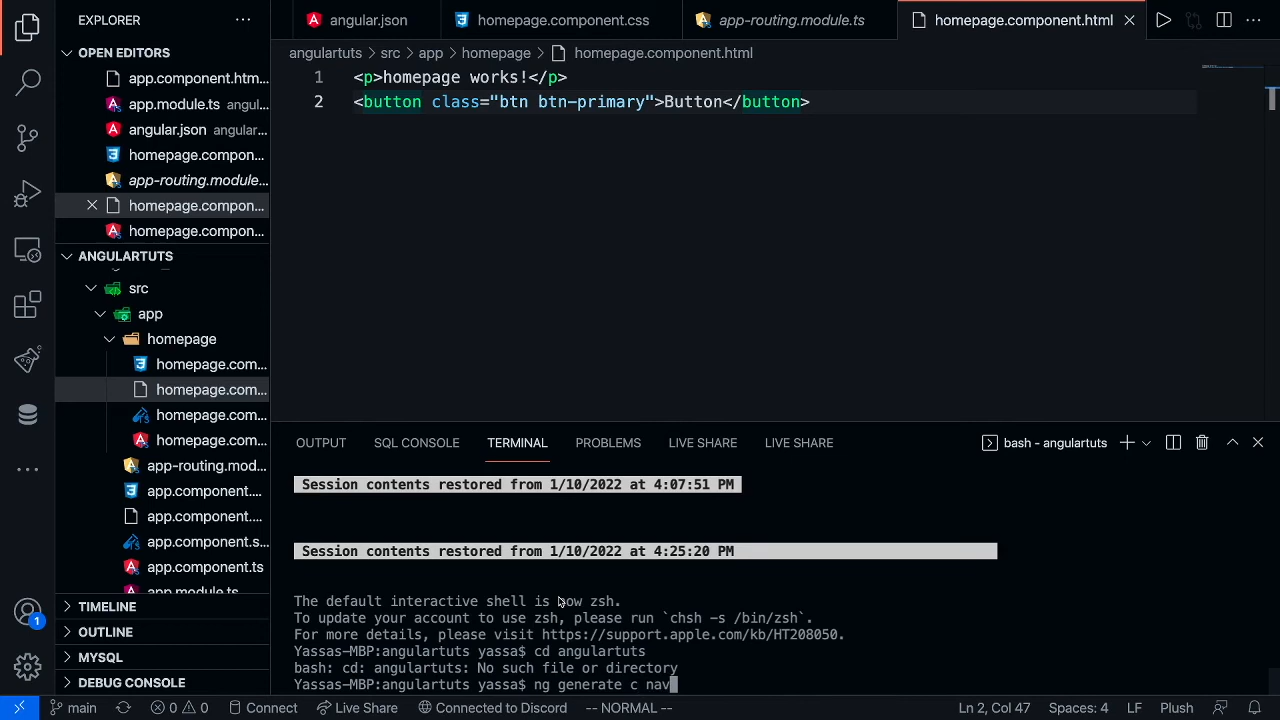 EXPLORER
OPEN EDITORS
app.component.htm...
app.module.ts angul...
angular.json angular...
homepage.compon...
app-routing.module...
homepage.compon...
homepage.compon...
ANGULARTUTS
src
app
homepage
homepage.com...
homepage.com...
homepage.com...
homepage.com...
app-routing.mod...
app.component....
app.component....
app.component.s...
app.component.ts
app.module.ts
TIMELINE
OUTLINE
MYSQL
DEPENDENCIES
angular.json
homepage.component.css
app-routing.module.ts
homepage.component.html
angulartuts > src > app > homepage > homepage.component.html
1 <p>homepage works!</p>
2 <button class="btn btn-primary">Button</button>
OUTPUT SQL CONSOLE TERMINAL PROBLEMS LIVE SHARE LIVE SHARE
bash - angulartuts
Session contents restored from 1/10/2022 at 4:07:51 PM
Session contents restored from 1/10/2022 at 4:25:20 PM
The default interactive shell is now zsh.
To update your account to use zsh, please run `chsh -s /bin/zsh`.
For more details, please visit https://support.apple.com/kb/HT208050.
Yassas-MBP:angulartuts yassa$ cd angulartuts
bash: cd: angulartuts: No such file or directory
Yassas-MBP:angulartuts yassa$ ng generate c nav
1
main 0 0 Connect Live Share Connected to Discord -- NORMAL -- Ln 2, Col 47 Spaces: 4 LF Plush